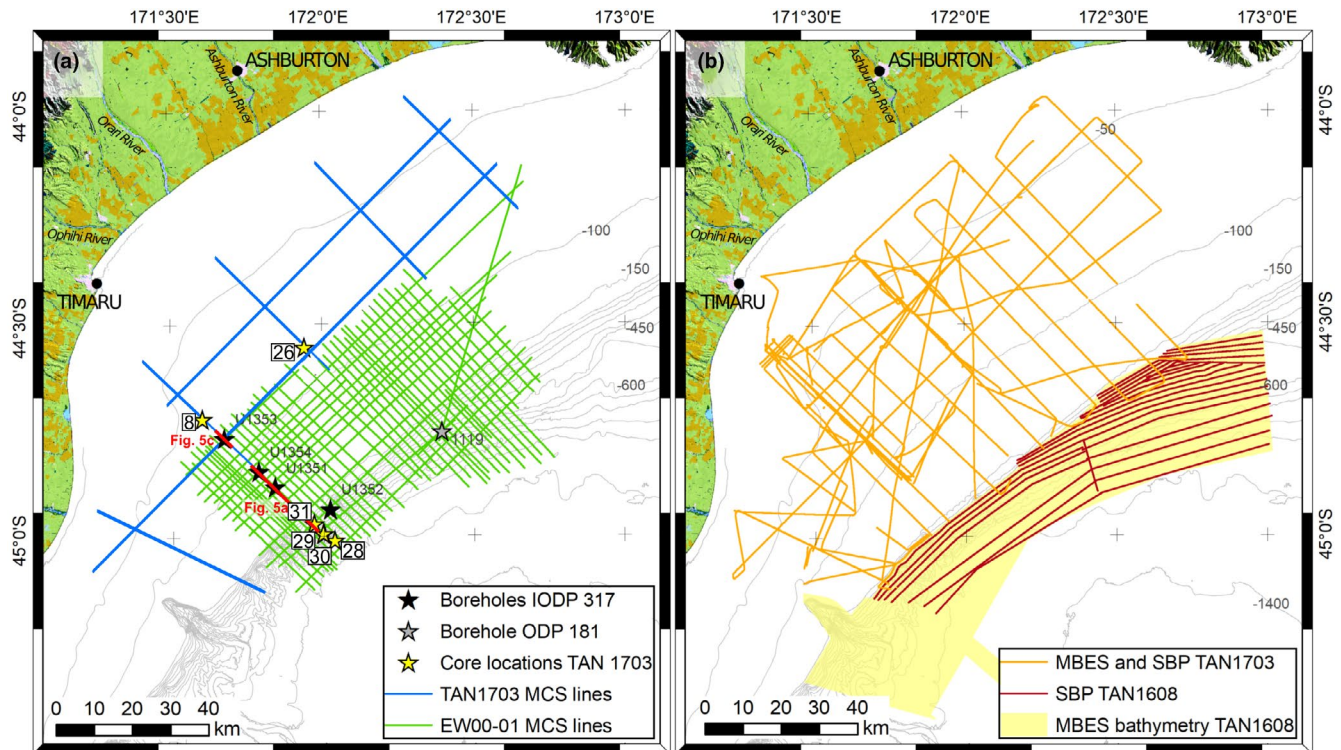 171.5°E 172.0°E 172.5°E 173.0°E 171.5°E 172.0°E 172.5°E 173.0°E
(a)
ASHBURTON
Ashburton River
Orari River
Ophihi River
TIMARU
44°0'S
44°30'S
45°0'S
-100
-150
-450
-600
26
8
U1353
Fig. 5c
U1354
U1351
1119
U1352
Fig. 5a
31
29
30
28
Boreholes IODP 317
Borehole ODP 181
Core locations TAN 1703
TAN1703 MCS lines
EW00-01 MCS lines
0 10 20 30 40
km
(b)
ASHBURTON
Ashburton River
Orari River
Ophihi River
TIMARU
44°0'S
44°30'S
45°0'S
-50
-100
-150
-450
-600
-1400
MBES and SBP TAN1703
SBP TAN1608
MBES bathymetry TAN1608
0 10 20 30 40
km